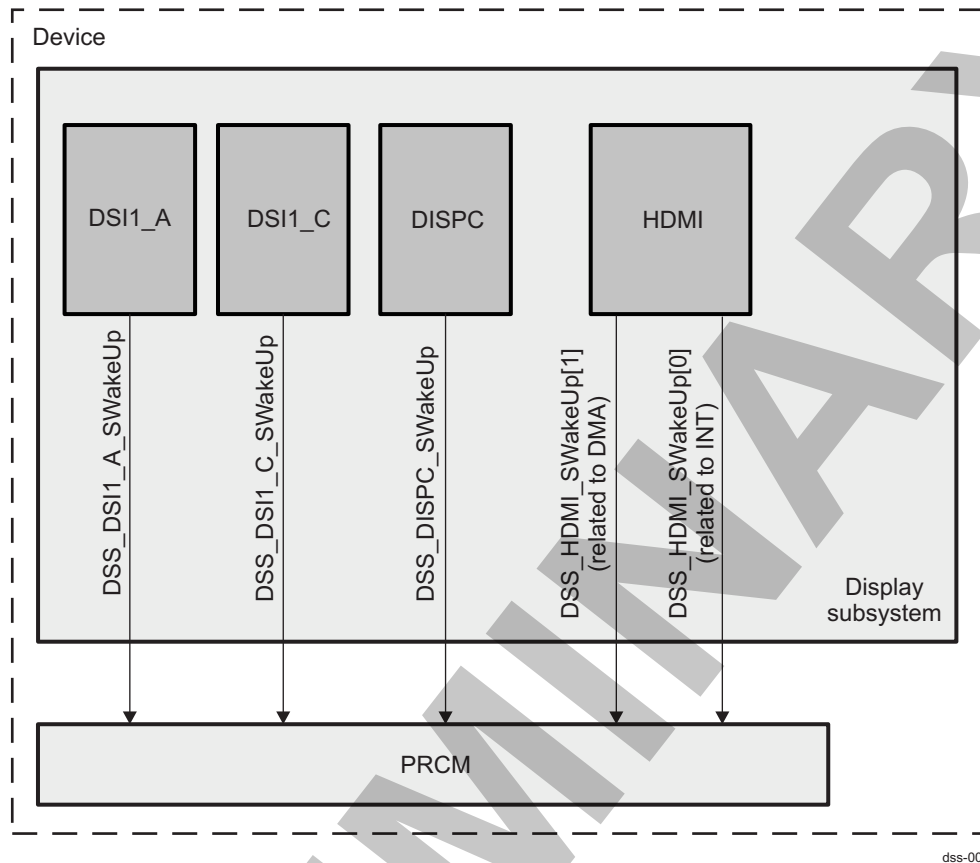 Device
DSI1_A
DSI1_C
DISPC
HDMI
DSS_DSI1_A_SWakeUp
DSS_DSI1_C_SWakeUp
DSS_DISPC_SWakeUp
DSS_HDMI_SWakeUp[1]
(related to DMA)
DSS_HDMI_SWakeUp[0]
(related to INT)
Display
subsystem
PRCM